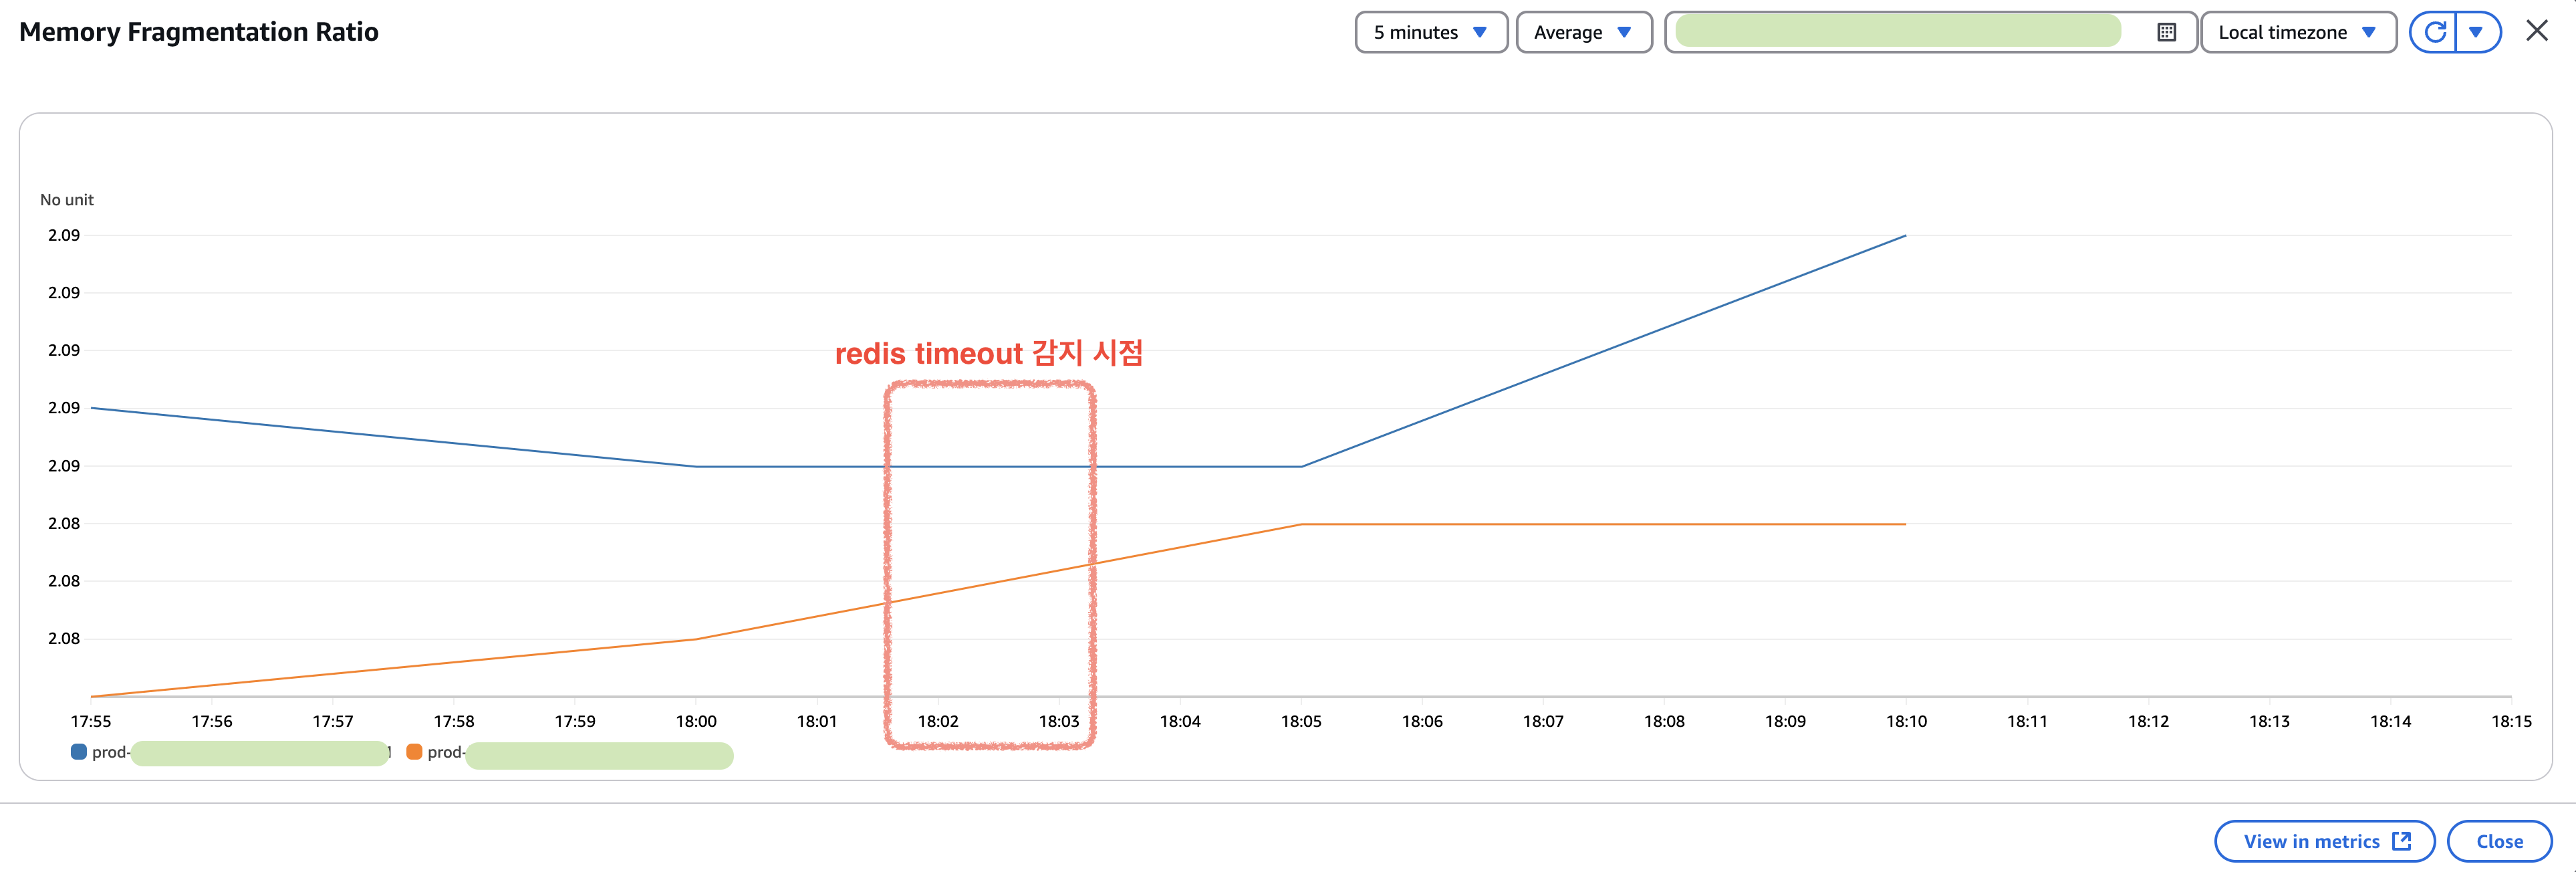 Memory Fragmentation Ratio
5 minutes
Average
Local timezone
No unit
2.09
2.09
2.09
2.09
2.09
2.08
2.08
2.08
redis timeout 감지 시점
17:55 17:56 17:57 17:58 17:59 18:00 18:01 18:02 18:03 18:04 18:05 18:06 18:07 18:08 18:09 18:10 18:11 18:12 18:13 18:14 18:15
prod- prod-
View in metrics
Close